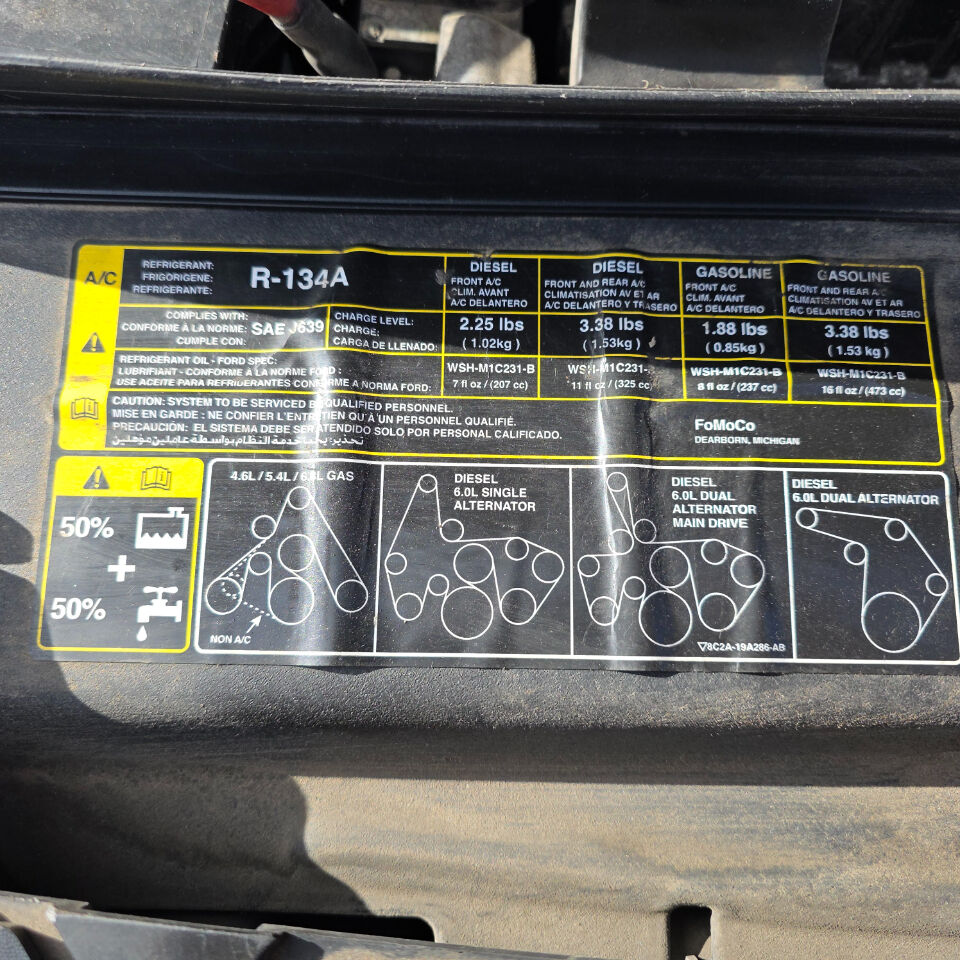 A/C
REFRIGERANT:
FRIGORIGENE:
REFRIGERANTE:
R-134A
DIESEL
FRONT A/C
CLIM. AVANT
A/C DELANTERO
DIESEL
FRONT AND REAR A/C
CLIMATISATION AV ET AR
A/C DELANTERO Y TRASERO
GASOLINE
FRONT A/C
CLIM. AVANT
A/C DELANTERO
GASOLINE
FRONT AND REAR A/C
CLIMATISATION AV ET AR
A/C DELANTERO Y TRASERO
COMPLIES WITH:
CONFORME À LA NORME:
CUMPLE CON:
SAE J639
CHARGE LEVEL:
CHARGE:
CARGA DE LLENADO:
2.25 lbs
(1.02kg)
3.38 lbs
(1.53kg)
1.88 lbs
(0.85kg)
3.38 lbs
(1.53 kg)
REFRIGERANT OIL - FORD SPEC:
LUBRIFIANT - CONFORME À LA NORME FORD:
USE ACEITE PARA REFRIGERANTES CONFORME A NORMA FORD:
WSH-M1C231-B
7 fl oz / (207 cc)
WSH-M1C231-
11 fl oz / (325 cc)
WSH-M1C231-B
8 fl oz / (237 cc)
WSH-M1C231-B
16 fl oz / (473 cc)
CAUTION: SYSTEM TO BE SERVICED BY QUALIFIED PERSONNEL.
MISE EN GARDE : NE CONFIER L'ENTRETIEN QU'À UN PERSONNEL QUALIFIÉ.
PRECAUCIÓN: EL SISTEMA DEBE SER ATENDIDO SOLO POR PERSONAL CALIFICADO.
تحذير: يجب خدمة النظام بواسطة عاملين مؤهلين
FoMoCo
DEARBORN, MICHIGAN
50%
+
50%
4.6L / 5.4L / 6.8L GAS
NON A/C
DIESEL
6.0L SINGLE
ALTERNATOR
DIESEL
6.0L DUAL
ALTERNATOR
MAIN DRIVE
8C2A-19A286-AB
DIESEL
6.0L DUAL ALTERNATOR